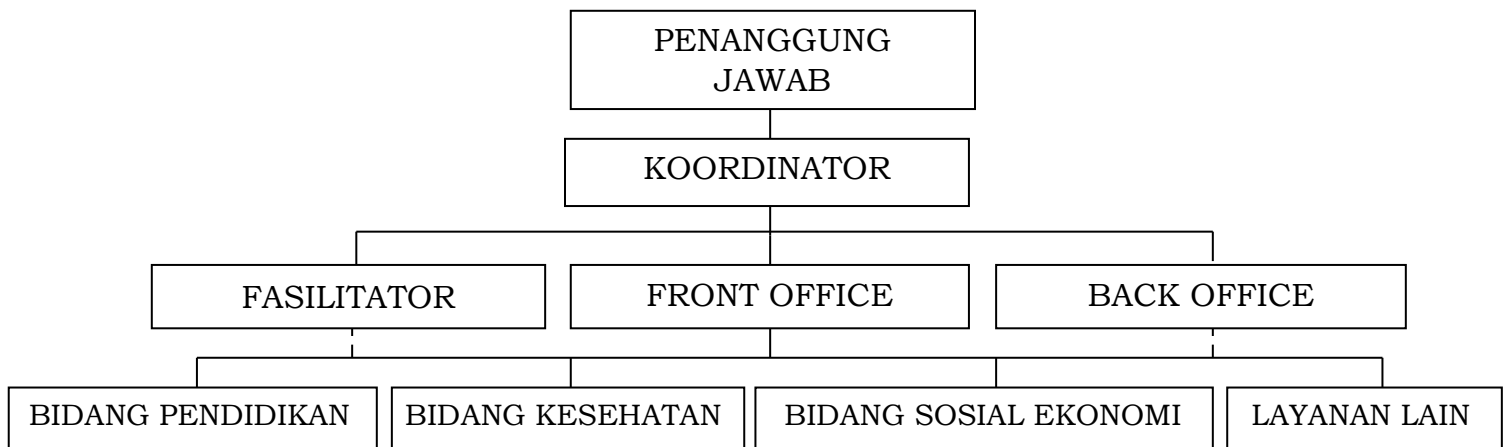 PENANGGUNG
JAWAB
KOORDINATOR
FASILITATOR
FRONT OFFICE
BACK OFFICE
BIDANG PENDIDIKAN
BIDANG KESEHATAN
BIDANG SOSIAL EKONOMI
LAYANAN LAIN